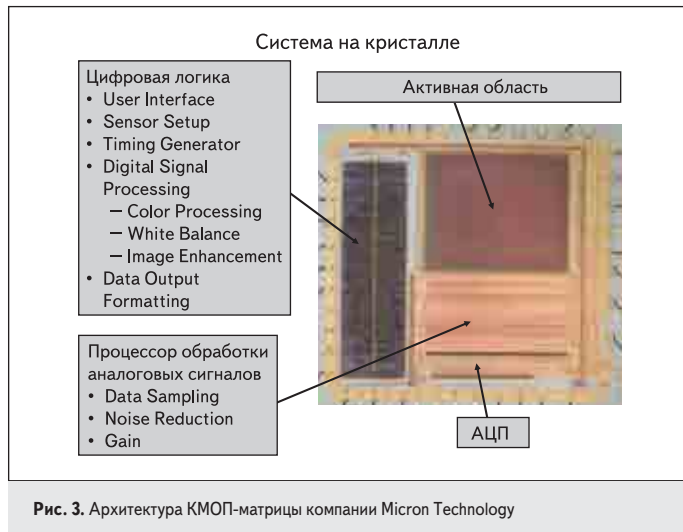 Система на кристалле
Цифровая логика
• User Interface
• Sensor Setup
• Timing Generator
• Digital Signal
Processing
— Color Processing
— White Balance
— Image Enhancement
• Data Output
Formatting
Активная область
Процессор обработки
аналоговых сигналов
• Data Sampling
• Noise Reduction
• Gain
АЦП
Рис. 3. Архитектура КМОП-матрицы компании Micron Technology